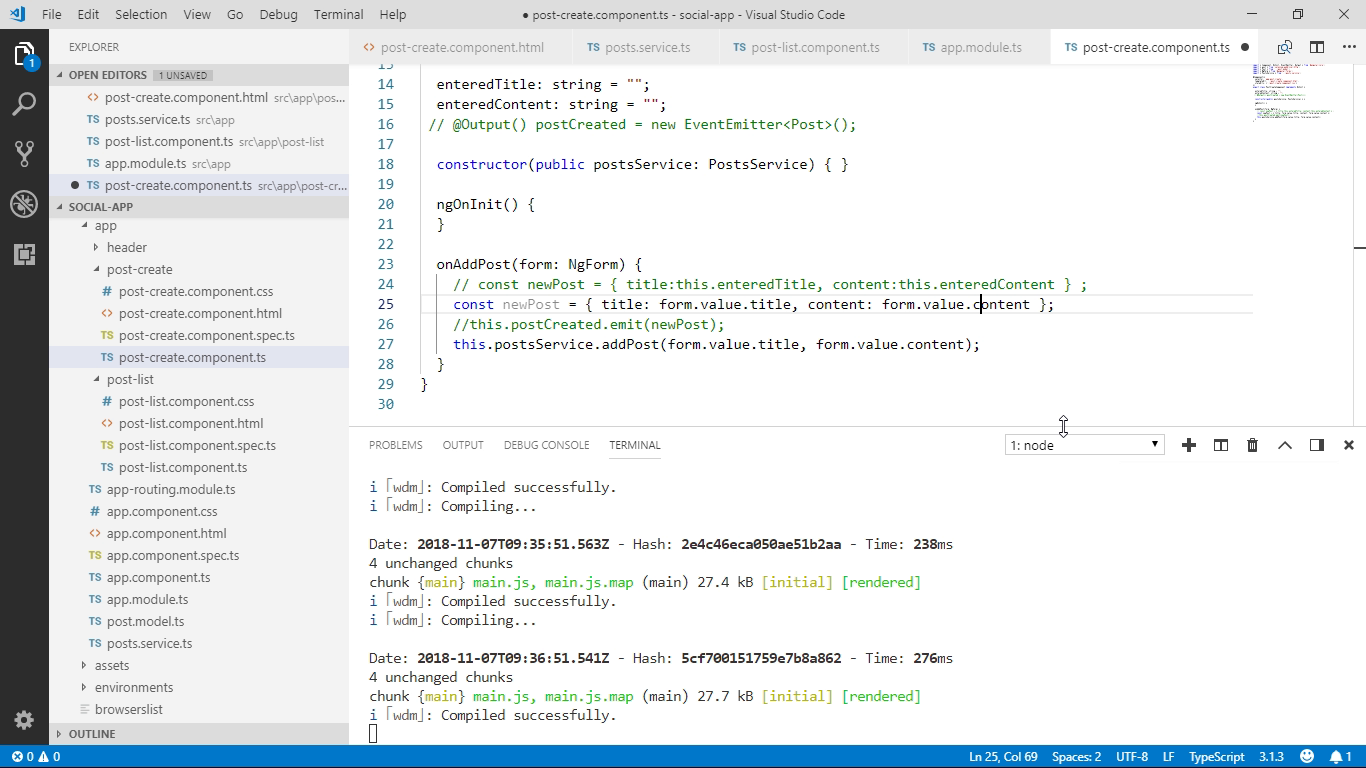 File Edit Selection View Go Debug Terminal Help
● post-create.component.ts - social-app - Visual Studio Code
1
EXPLORER
OPEN EDITORS 1 UNSAVED
post-create.component.html src\app\pos...
TS posts.service.ts src\app
TS post-list.component.ts src\app\post-list
TS app.module.ts src\app
● TS post-create.component.ts src\app\post-cr...
SOCIAL-APP
app
header
post-create
# post-create.component.css
<> post-create.component.html
TS post-create.component.spec.ts
TS post-create.component.ts
post-list
# post-list.component.css
<> post-list.component.html
TS post-list.component.spec.ts
TS post-list.component.ts
TS app-routing.module.ts
# app.component.css
<> app.component.html
TS app.component.spec.ts
TS app.component.ts
TS app.module.ts
TS post.model.ts
TS posts.service.ts
assets
environments
browserslist
OUTLINE
<> post-create.component.html TS posts.service.ts TS post-list.component.ts TS app.module.ts TS post-create.component.ts ●
13
14 enteredTitle: string = "";
15 enteredContent: string = "";
16 // @Output() postCreated = new EventEmitter<Post>();
17
18 constructor(public postsService: PostsService) { }
19
20 ngOnInit() {
21 }
22
23 onAddPost(form: NgForm) {
24 // const newPost = { title:this.enteredTitle, content:this.enteredContent } ;
25 const newPost = { title: form.value.title, content: form.value.content };
26 //this.postCreated.emit(newPost);
27 this.postsService.addPost(form.value.title, form.value.content);
28 }
29 }
30
PROBLEMS OUTPUT DEBUG CONSOLE TERMINAL 1: node
i ｢wdm｣: Compiled successfully.
i ｢wdm｣: Compiling...
Date: 2018-11-07T09:35:51.563Z - Hash: 2e4c46eca050ae51b2aa - Time: 238ms
4 unchanged chunks
chunk {main} main.js, main.js.map (main) 27.4 kB [initial] [rendered]
i ｢wdm｣: Compiled successfully.
i ｢wdm｣: Compiling...
Date: 2018-11-07T09:36:51.541Z - Hash: 5cf700151759e7b8a862 - Time: 276ms
4 unchanged chunks
chunk {main} main.js, main.js.map (main) 27.7 kB [initial] [rendered]
i ｢wdm｣: Compiled successfully.
0 0 Ln 25, Col 69 Spaces: 2 UTF-8 LF TypeScript 3.1.3 1